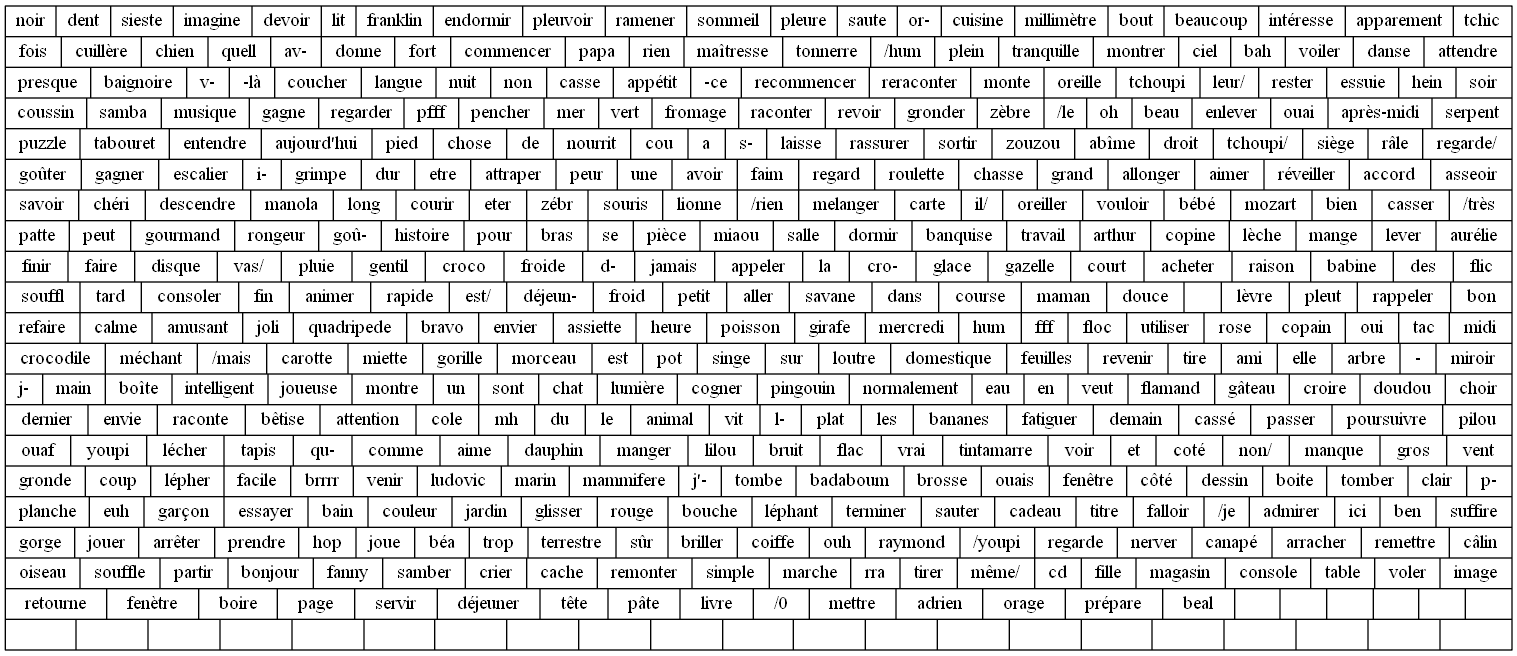 noir dent sieste imagine devoir lit franklin endormir pleuvoir ramener sommeil pleure saute or- cuisine millimètre bout beaucoup intéresse apparement tchic
fois cuillère chien quell av- donne fort commencer papa rien maîtresse tonnerre /hum plein tranquille montrer ciel bah voiler danse attendre
presque baignoire v- -là coucher langue nuit non casse appétit -ce recommencer reraconter monte oreille tchoupi leur/ rester essuie hein soir
coussin samba musique gagne regarder pfff pencher mer vert fromage raconter revoir gronder zèbre /le oh beau enlever ouai après-midi serpent
puzzle tabouret entendre aujourd'hui pied chose de nourrit cou a s- laisse rassurer sortir zouzou abîme droit tchoupi/ siège râle regarde/
goûter gagner escalier i- grimpe dur etre attraper peur une avoir faim regard roulette chasse grand allonger aimer réveiller accord asseoir
savoir chéri descendre manola long courir eter zébr souris lionne /rien melanger carte il/ oreiller vouloir bébé mozart bien casser /très
patte peut gourmand rongeur goû- histoire pour bras se pièce miaou salle dormir banquise travail arthur copine lèche mange lever aurélie
finir faire disque vas/ pluie gentil croco froide d- jamais appeler la cro- glace gazelle court acheter raison babine des flic
souffl tard consoler fin animer rapide est/ déjeun- froid petit aller savane dans course maman douce lèvre pleut rappeler bon
refaire calme amusant joli quadripede bravo envier assiette heure poisson girafe mercredi hum fff floc utiliser rose copain oui tac midi
crocodile méchant /mais carotte miette gorille morceau est pot singe sur loutre domestique feuilles revenir tire ami elle arbre - miroir
j- main boîte intelligent joueuse montre un sont chat lumière cogner pingouin normalement eau en veut flamand gâteau croire doudou choir
dernier envie raconte bêtise attention cole mh du le animal vit l- plat les bananes fatiguer demain cassé passer poursuivre pilou
ouaf youpi lécher tapis qu- comme aime dauphin manger lilou bruit flac vrai tintamarre voir et coté non/ manque gros vent
gronde coup lépher facile brrrr venir ludovic marin mammifere j'- tombe badaboum brosse ouais fenêtre côté dessin boite tomber clair p-
planche euh garçon essayer bain couleur jardin glisser rouge bouche léphant terminer sauter cadeau titre falloir /je admirer ici ben suffire
gorge jouer arrêter prendre hop joue béa trop terrestre sûr briller coiffe ouh raymond /youpi regarde nerver canapé arracher remettre câlin
oiseau souffle partir bonjour fanny samber crier cache remonter simple marche rra tirer même/ cd fille magasin console table voler image
retourne fenètre boire page servir déjeuner tête pâte livre /0 mettre adrien orage prépare beal